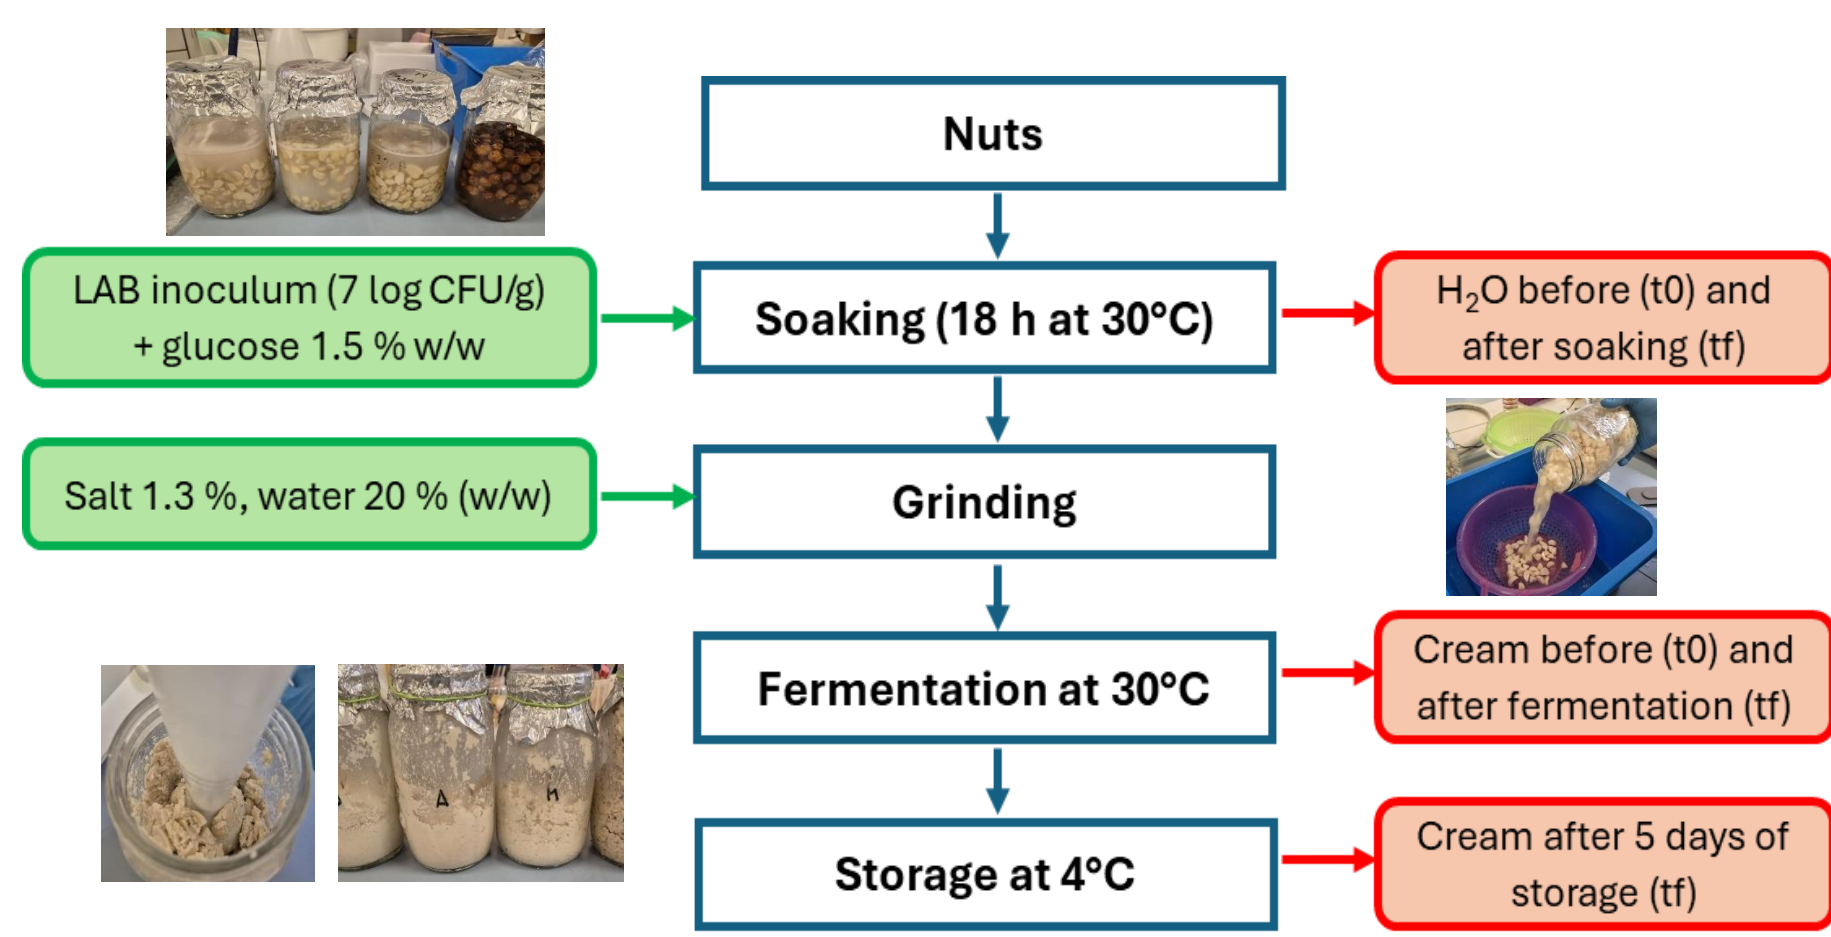 Nuts
LAB inoculum (7 log CFU/g)
+ glucose 1.5 % w/w
Soaking (18 h at 30°C)
H₂O before (t0) and
after soaking (tf)
Salt 1.3 %, water 20 % (w/w)
Grinding
Fermentation at 30°C
Cream before (t0) and
after fermentation (tf)
A
M
Storage at 4°C
Cream after 5 days of
storage (tf)